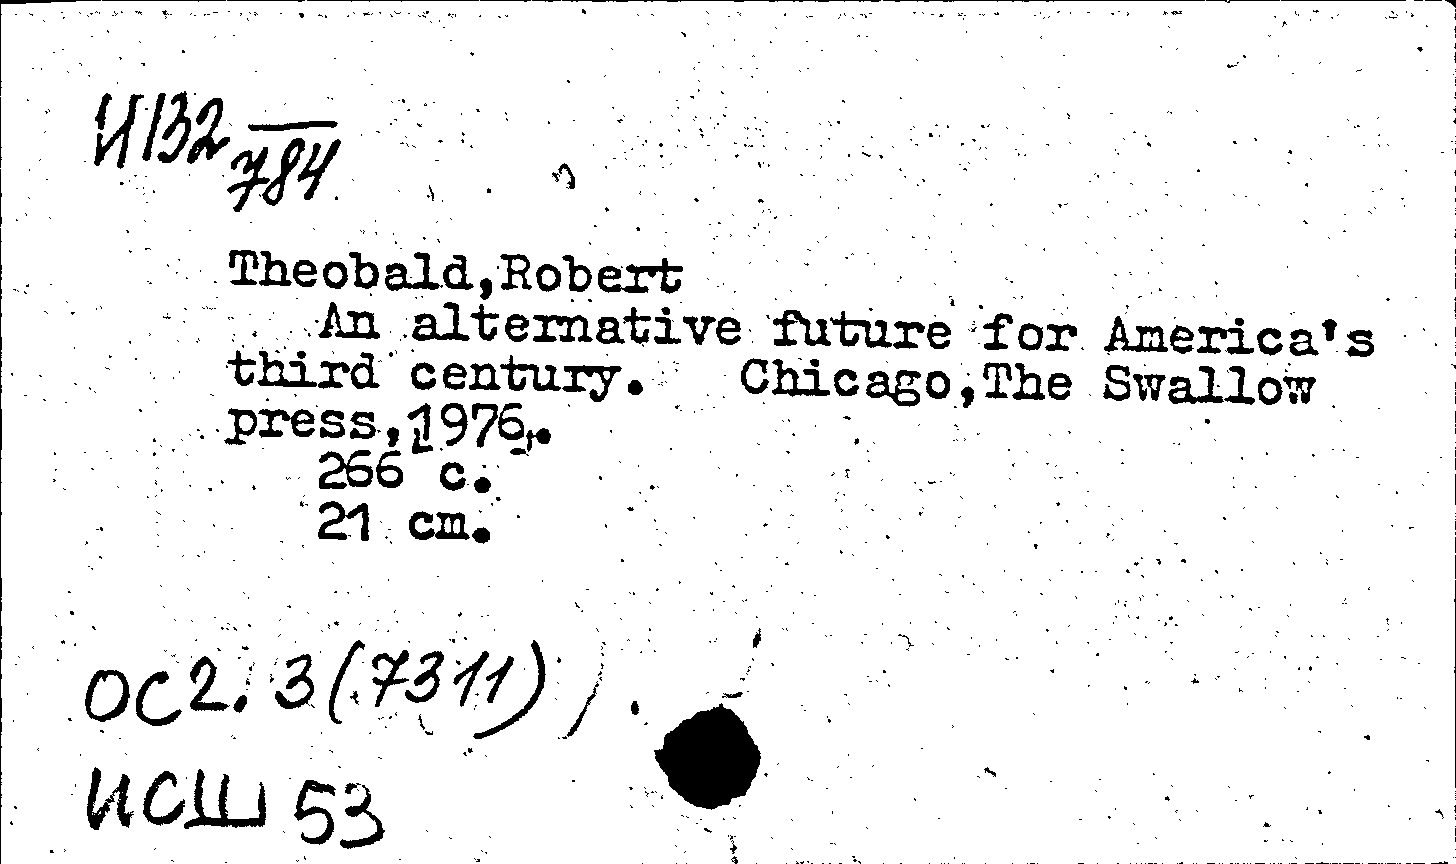 И132
784
Theobald,Robert
An alternative future for America's
third century. Chicago,The Swallow
press,1976.
266 c.
21 cm.
ОС2. 3(7311)
ИСШ 53